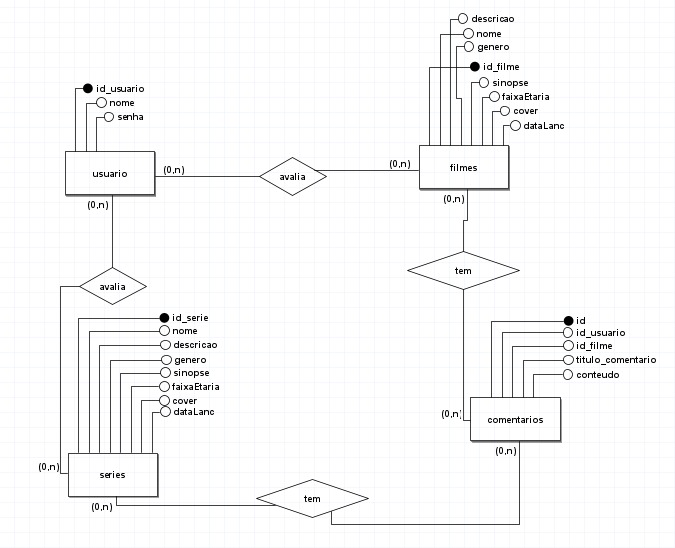 descricao
nome
genero
id_filme
sinopse
faixaEtaria
cover
dataLanc
id_usuario
nome
senha
usuario
(0,n)
avalia
(0,n)
filmes
(0,n)
(0,n)
tem
avalia
id_serie
nome
descricao
genero
sinopse
faixaEtaria
cover
dataLanc
id
id_usuario
id_filme
titulo_comentario
conteudo
(0,n)
comentarios
(0,n)
(0,n)
series
(0,n)
tem